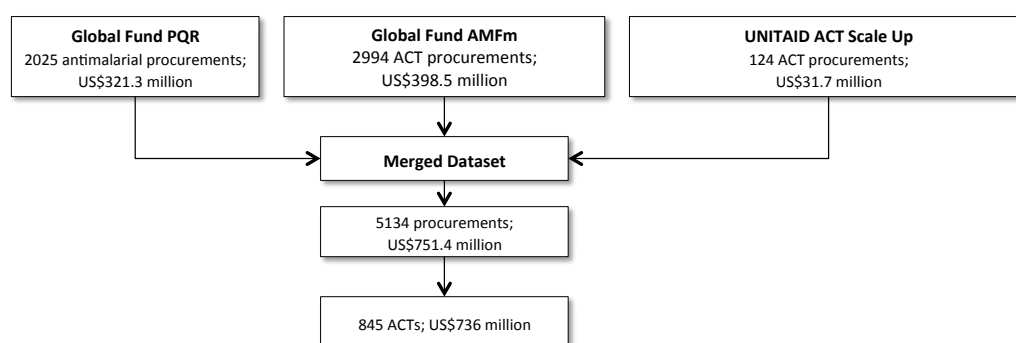 Global Fund PQR
2025 antimalarial procurements;
US$321.3 million
Global Fund AMFm
2994 ACT procurements;
US$398.5 million
UNITAID ACT Scale Up
124 ACT procurements;
US$31.7 million
Merged Dataset
5134 procurements;
US$751.4 million
845 ACTs; US$736 million